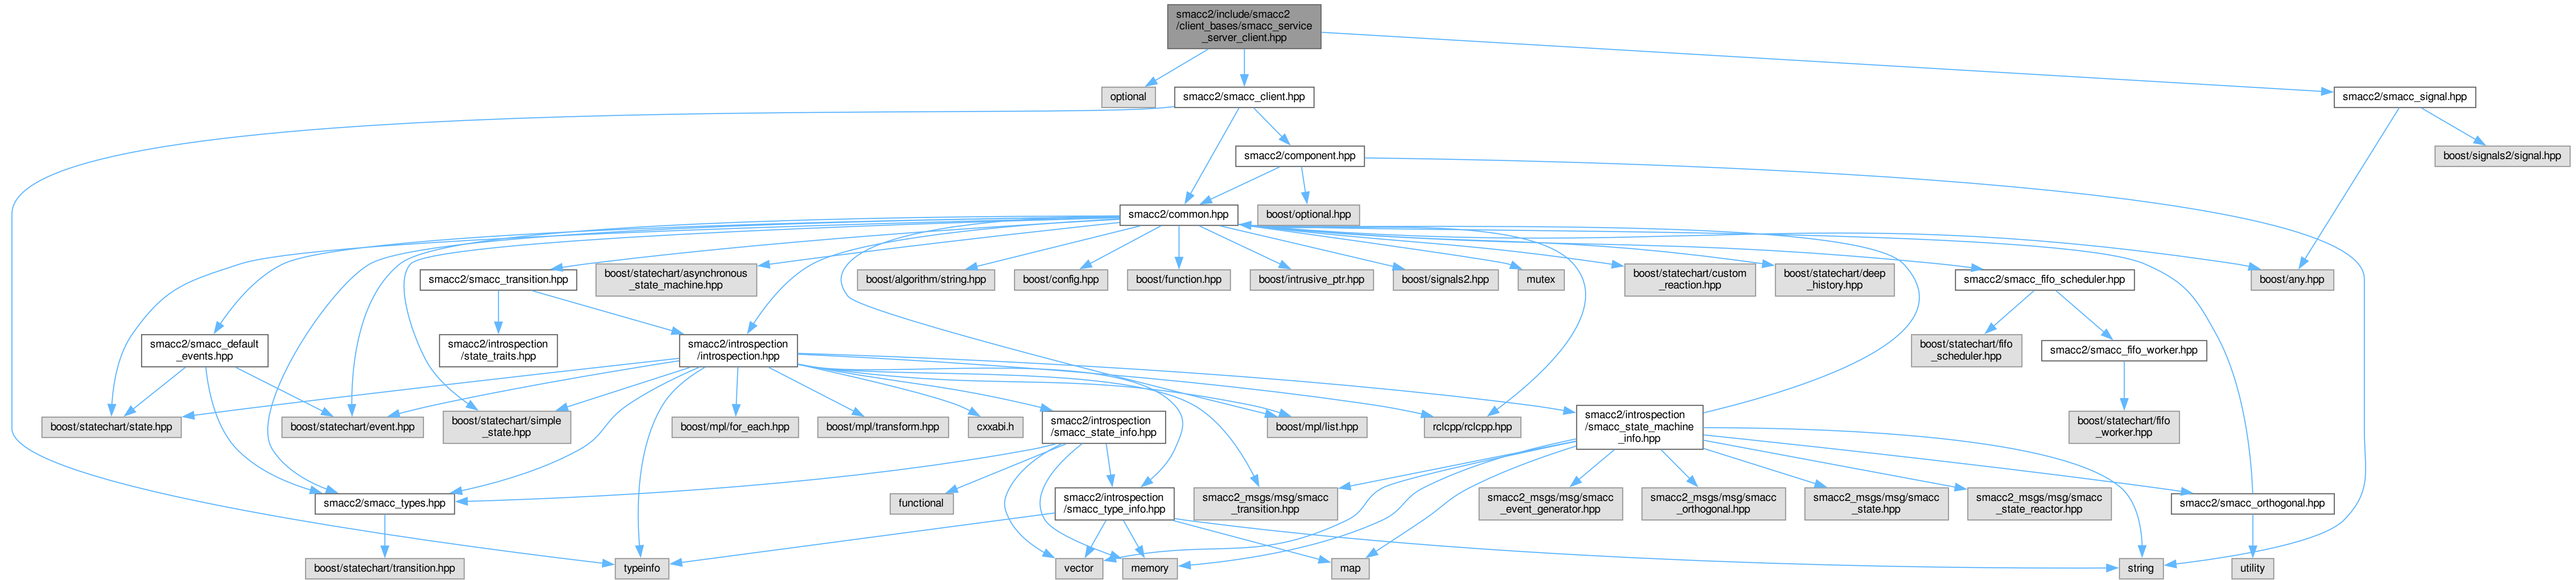 smacc2/include/smacc2
/client_bases/smacc_service
_server_client.hpp
optional
smacc2/smacc_client.hpp
smacc2/smacc_signal.hpp
smacc2/component.hpp
boost/signals2/signal.hpp
smacc2/common.hpp
boost/optional.hpp
smacc2/smacc_transition.hpp
boost/statechart/asynchronous
_state_machine.hpp
boost/algorithm/string.hpp
boost/config.hpp
boost/function.hpp
boost/intrusive_ptr.hpp
boost/signals2.hpp
mutex
boost/statechart/custom
_reaction.hpp
boost/statechart/deep
_history.hpp
smacc2/smacc_fifo_scheduler.hpp
boost/any.hpp
smacc2/smacc_default
_events.hpp
smacc2/introspection
/state_traits.hpp
smacc2/introspection
/introspection.hpp
boost/statechart/fifo
_scheduler.hpp
smacc2/smacc_fifo_worker.hpp
boost/statechart/state.hpp
boost/statechart/event.hpp
boost/statechart/simple
_state.hpp
boost/mpl/for_each.hpp
boost/mpl/transform.hpp
cxxabi.h
smacc2/introspection
/smacc_state_info.hpp
boost/mpl/list.hpp
rclcpp/rclcpp.hpp
smacc2/introspection
/smacc_state_machine
_info.hpp
boost/statechart/fifo
_worker.hpp
smacc2/smacc_types.hpp
functional
smacc2/introspection
/smacc_type_info.hpp
smacc2_msgs/msg/smacc
_transition.hpp
smacc2_msgs/msg/smacc
_event_generator.hpp
smacc2_msgs/msg/smacc
_orthogonal.hpp
smacc2_msgs/msg/smacc
_state.hpp
smacc2_msgs/msg/smacc
_state_reactor.hpp
smacc2/smacc_orthogonal.hpp
boost/statechart/transition.hpp
typeinfo
vector
memory
map
string
utility